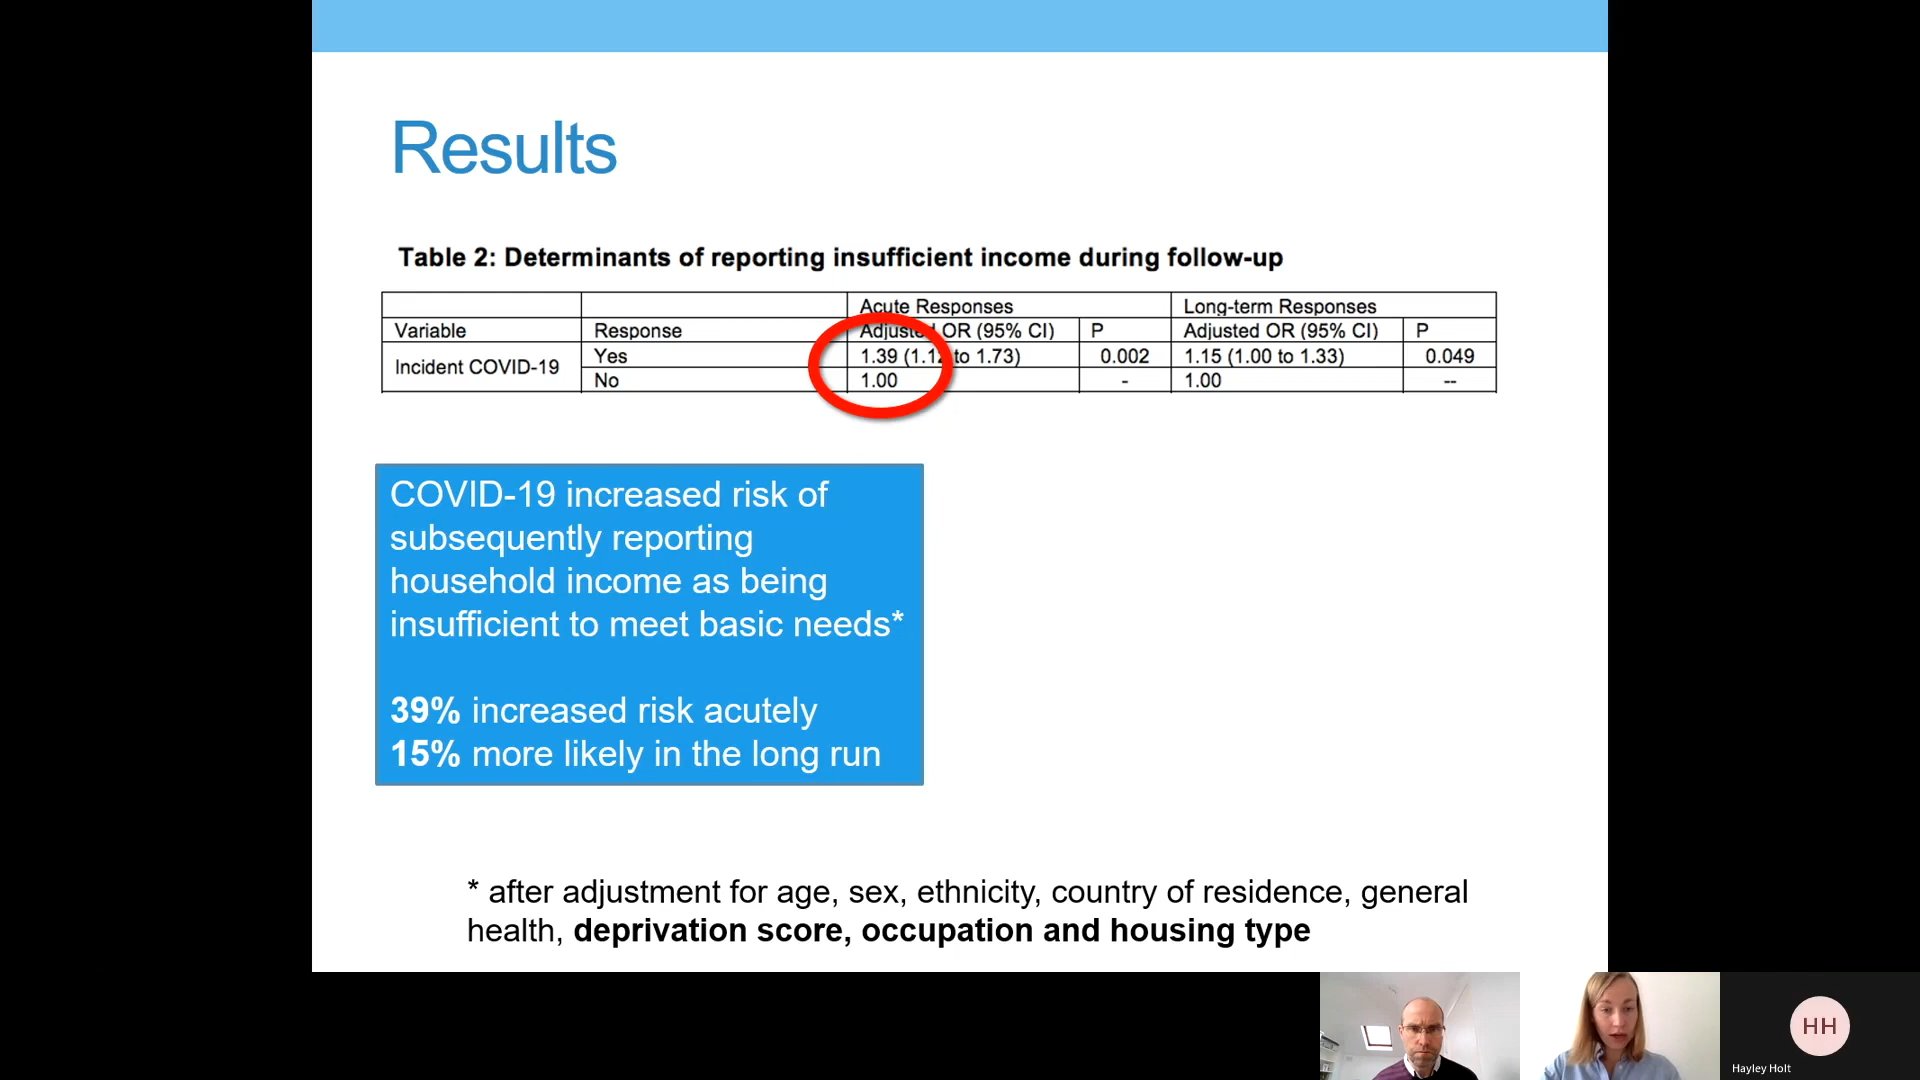 Results
Table 2: Determinants of reporting insufficient income during follow-up
Acute Responses Long-term Responses
Variable Response Adjusted OR (95% CI) P Adjusted OR (95% CI) P
Incident COVID-19 Yes 1.39 (1.12 to 1.73) 0.002 1.15 (1.00 to 1.33) 0.049
No 1.00 - 1.00 --
COVID-19 increased risk of
subsequently reporting
household income as being
insufficient to meet basic needs*
39% increased risk acutely
15% more likely in the long run
* after adjustment for age, sex, ethnicity, country of residence, general
health, deprivation score, occupation and housing type
HH
Hayley Holt